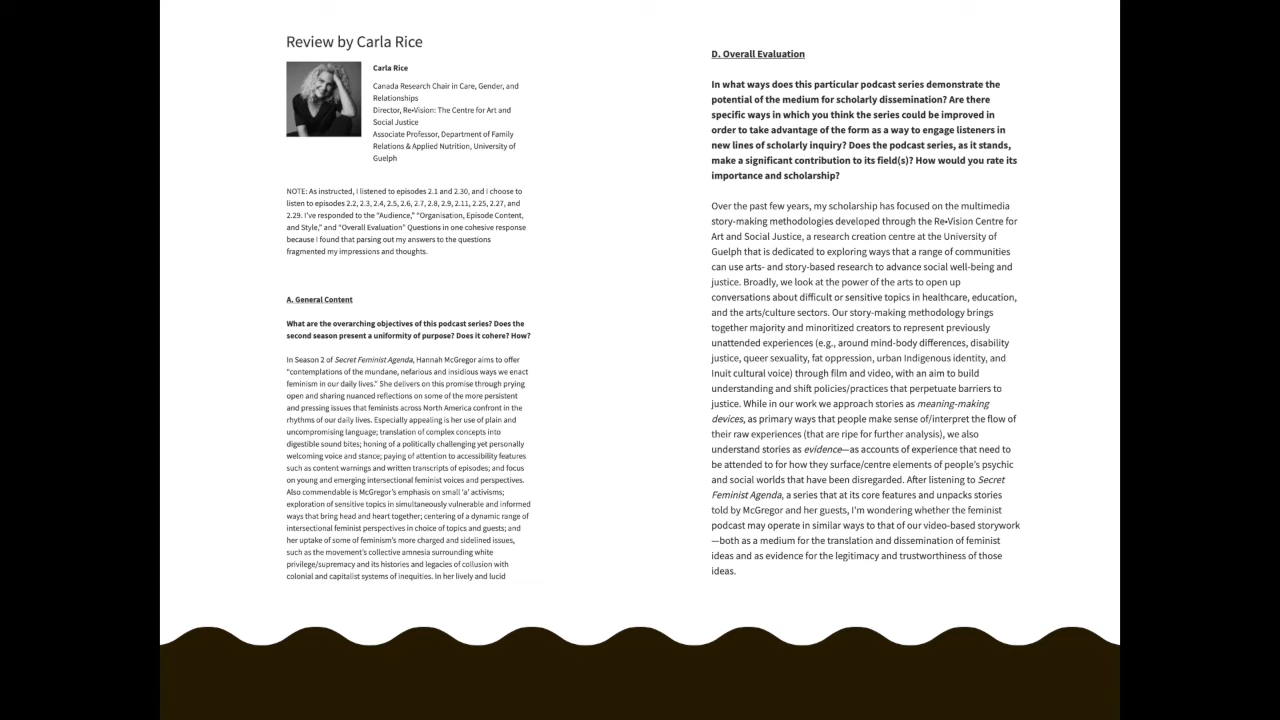 Review by Carla Rice
Carla Rice
Canada Research Chair in Care, Gender, and
Relationships
Director, Re•Vision: The Centre for Art and
Social Justice
Associate Professor, Department of Family
Relations & Applied Nutrition, University of
Guelph
NOTE: As instructed, I listened to episodes 2.1 and 2.30, and I choose to
listen to episodes 2.2, 2.3, 2.4, 2.5, 2.6, 2.7, 2.8, 2.9, 2.11, 2.25, 2.27, and
2.29. I've responded to the "Audience," "Organisation, Episode Content,
and Style," and "Overall Evaluation" Questions in one cohesive response
because I found that parsing out my answers to the questions
fragmented my impressions and thoughts.
A. General Content
What are the overarching objectives of this podcast series? Does the
second season present a uniformity of purpose? Does it cohere? How?
In Season 2 of Secret Feminist Agenda, Hannah McGregor aims to offer
"contemplations of the mundane, nefarious and insidious ways we enact
feminism in our daily lives." She delivers on this promise through prying
open and sharing nuanced reflections on some of the more persistent
and pressing issues that feminists across North America confront in the
rhythms of our daily lives. Especially appealing is her use of plain and
uncompromising language; translation of complex concepts into
digestible sound bites; honing of a politically challenging yet personally
welcoming voice and stance; paying of attention to accessibility features
such as content warnings and written transcripts of episodes; and focus
on young and emerging intersectional feminist voices and perspectives.
Also commendable is McGregor's emphasis on small 'a' activisms;
exploration of sensitive topics in simultaneously vulnerable and informed
ways that bring head and heart together; centering of a dynamic range of
intersectional feminist perspectives in choice of topics and guests; and
her uptake of some of feminism's more charged and sidelined issues,
such as the movement's collective amnesia surrounding white
privilege/supremacy and its histories and legacies of collusion with
colonial and capitalist systems of inequities. In her lively and lucid
D. Overall Evaluation
In what ways does this particular podcast series demonstrate the
potential of the medium for scholarly dissemination? Are there
specific ways in which you think the series could be improved in
order to take advantage of the form as a way to engage listeners in
new lines of scholarly inquiry? Does the podcast series, as it stands,
make a significant contribution to its field(s)? How would you rate its
importance and scholarship?
Over the past few years, my scholarship has focused on the multimedia
story-making methodologies developed through the Re•Vision Centre for
Art and Social Justice, a research creation centre at the University of
Guelph that is dedicated to exploring ways that a range of communities
can use arts- and story-based research to advance social well-being and
justice. Broadly, we look at the power of the arts to open up
conversations about difficult or sensitive topics in healthcare, education,
and the arts/culture sectors. Our story-making methodology brings
together majority and minoritized creators to represent previously
unattended experiences (e.g., around mind-body differences, disability
justice, queer sexuality, fat oppression, urban Indigenous identity, and
Inuit cultural voice) through film and video, with an aim to build
understanding and shift policies/practices that perpetuate barriers to
justice. While in our work we approach stories as meaning-making
devices, as primary ways that people make sense of/interpret the flow of
their raw experiences (that are ripe for further analysis), we also
understand stories as evidence—as accounts of experience that need to
be attended to for how they surface/centre elements of people's psychic
and social worlds that have been disregarded. After listening to Secret
Feminist Agenda, a series that at its core features and unpacks stories
told by McGregor and her guests, I'm wondering whether the feminist
podcast may operate in similar ways to that of our video-based storywork
—both as a medium for the translation and dissemination of feminist
ideas and as evidence for the legitimacy and trustworthiness of those
ideas.